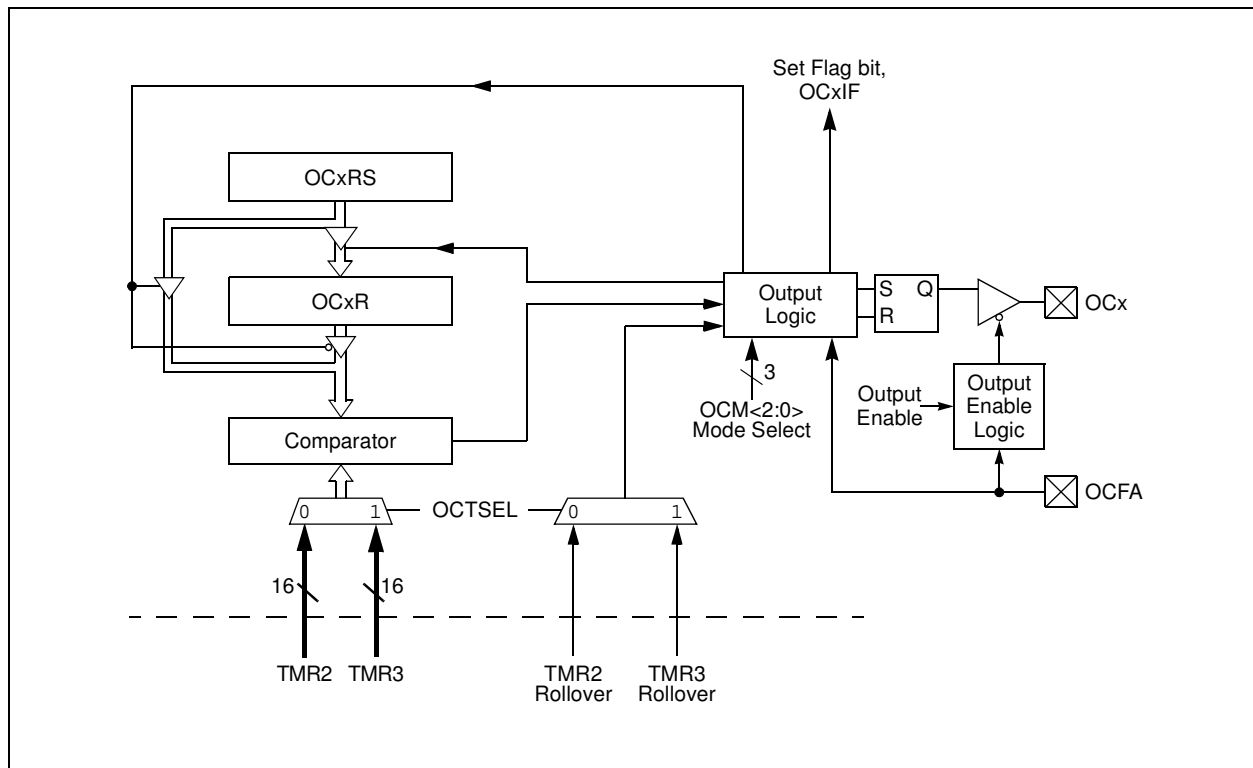 Set Flag bit,
OCxIF
OCxRS
OCxR
Output
Logic
S Q
R
OCx
3
OCM<2:0>
Mode Select
Output
Enable
Output
Enable
Logic
Comparator
OCFA
0 1
OCTSEL
0 1
16 16
TMR2 TMR3
TMR2
Rollover
TMR3
Rollover